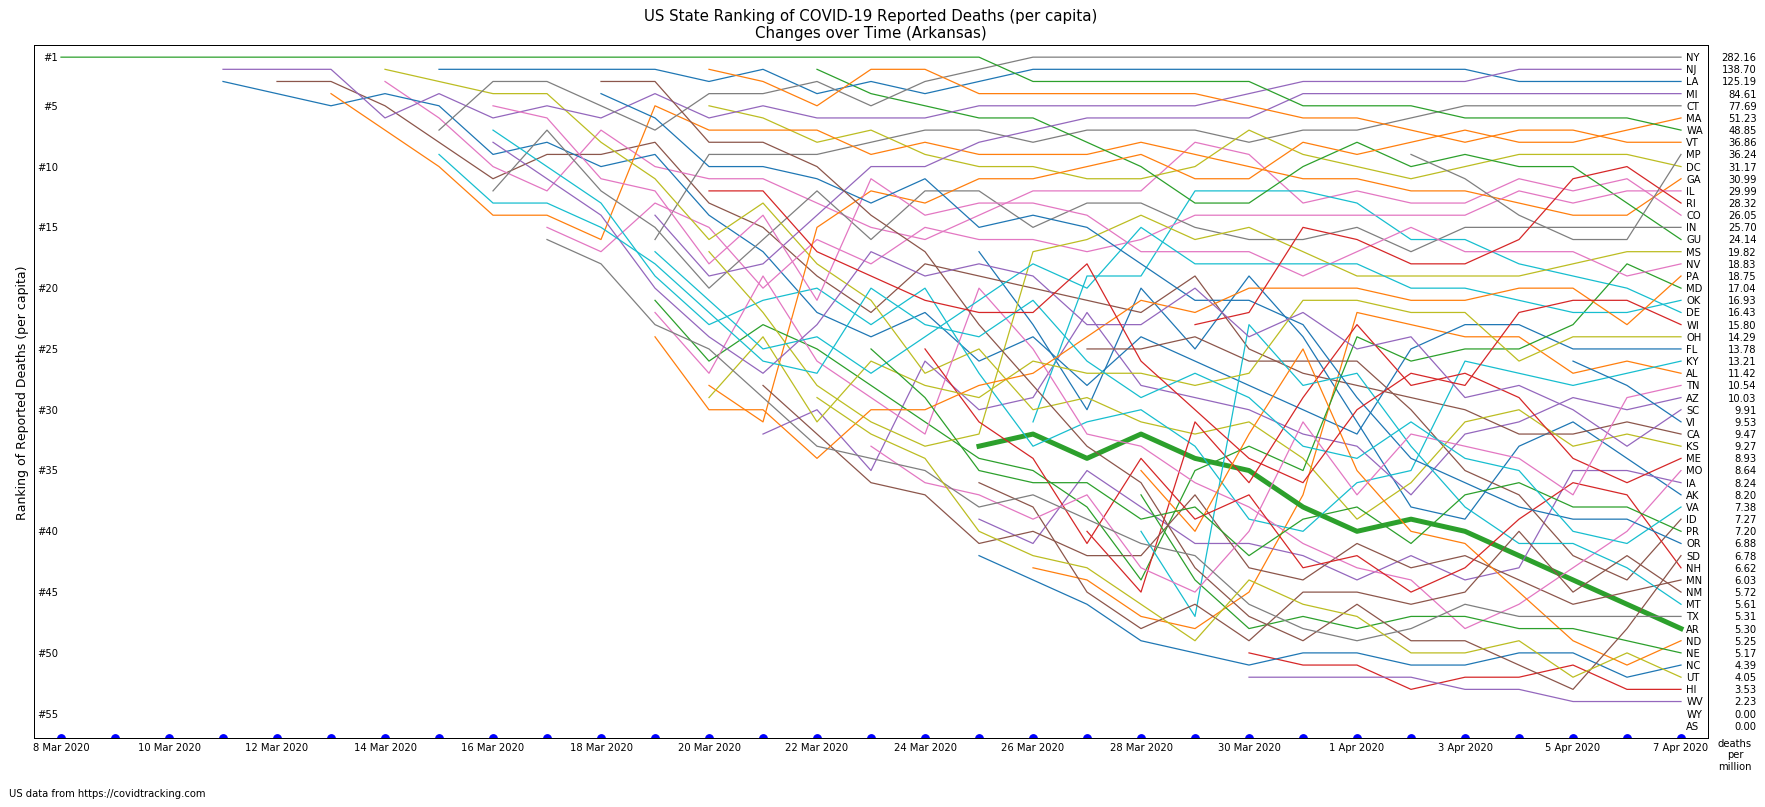 US State Ranking of COVID-19 Reported Deaths (per capita)
Changes over Time (Arkansas)
Ranking of Reported Deaths (per capita)
#1
#5
#10
#15
#20
#25
#30
#35
#40
#45
#50
#55
NY 282.16
NJ 138.70
LA 125.19
MI 84.61
CT 77.69
MA 51.23
WA 48.85
VT 36.86
MP 36.24
DC 31.17
GA 30.99
IL 29.99
RI 28.32
CO 26.05
IN 25.70
GU 24.14
MS 19.82
NV 18.83
PA 18.75
MD 17.04
OK 16.93
DE 16.43
WI 15.80
OH 14.29
FL 13.78
KY 13.21
AL 11.42
TN 10.54
AZ 10.03
SC 9.91
VI 9.53
CA 9.47
KS 9.27
ME 8.93
MO 8.64
IA 8.24
AK 8.20
VA 7.38
ID 7.27
PR 7.20
OR 6.88
SD 6.78
NH 6.62
MN 6.03
NM 5.72
MT 5.61
TX 5.31
AR 5.30
ND 5.25
NE 5.17
NC 4.39
UT 4.05
HI 3.53
WV 2.23
WY 0.00
AS 0.00
8 Mar 2020 10 Mar 2020 12 Mar 2020 14 Mar 2020 16 Mar 2020 18 Mar 2020 20 Mar 2020 22 Mar 2020 24 Mar 2020 26 Mar 2020 28 Mar 2020 30 Mar 2020 1 Apr 2020 3 Apr 2020 5 Apr 2020 7 Apr 2020
deaths
per
million
US data from https://covidtracking.com